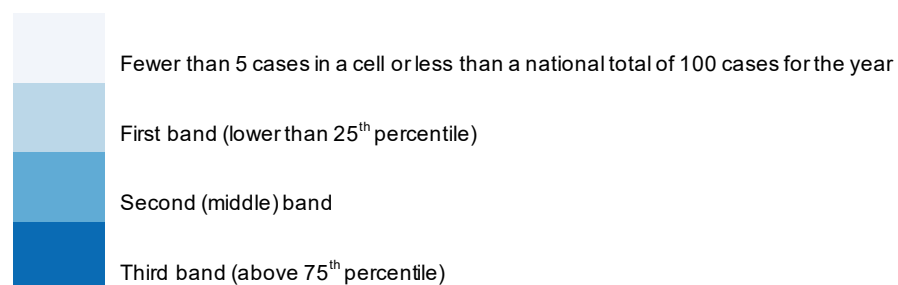 Fewer than 5 cases in a cell or less than a national total of 100 cases for the year
First band (lower than 25th percentile)
Second (middle) band
Third band (above 75th percentile)